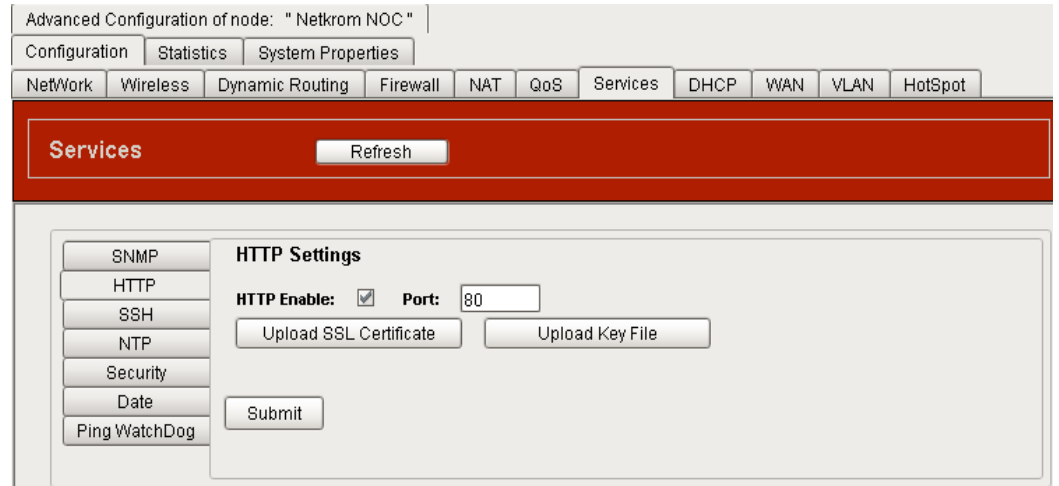 Advanced Configuration of node: " Netkrom NOC "
Configuration Statistics System Properties
NetWork Wireless Dynamic Routing Firewall NAT QoS Services DHCP WAN VLAN HotSpot
Services Refresh
SNMP
HTTP
SSH
NTP
Security
Date
Ping WatchDog
HTTP Settings
HTTP Enable: Port: 80
Upload SSL Certificate Upload Key File
Submit